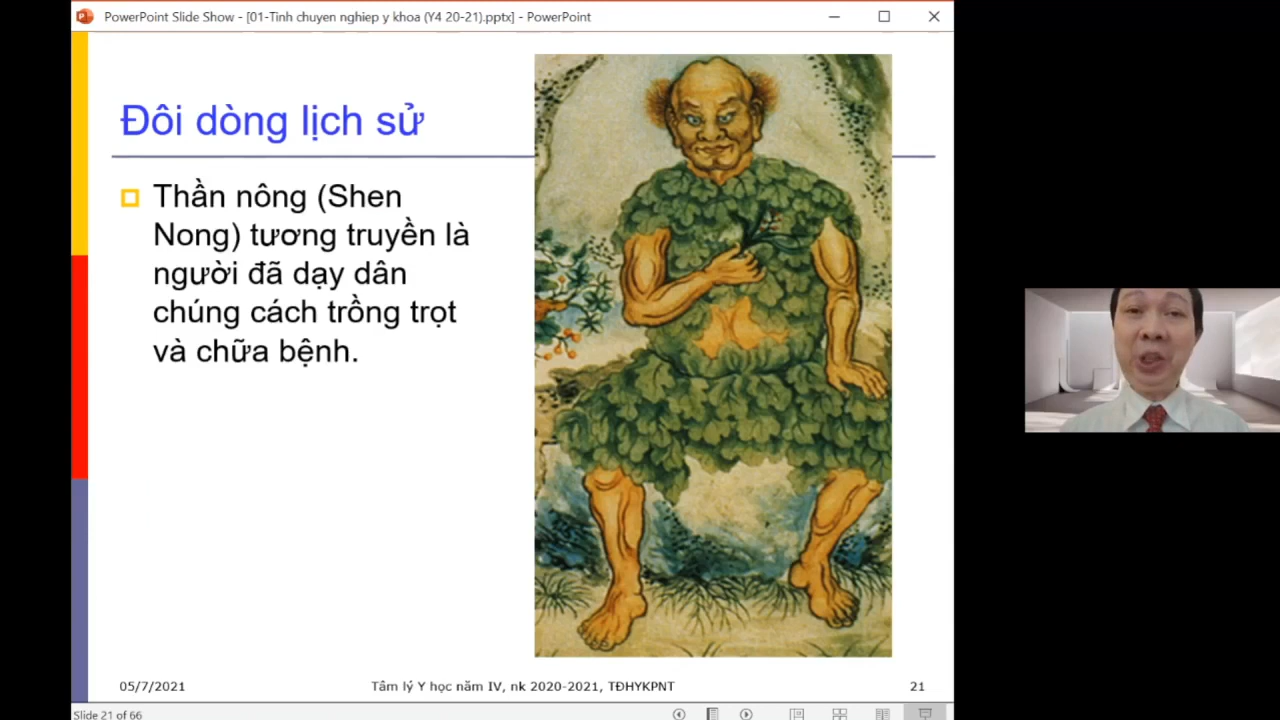 PowerPoint Slide Show - [01-Tinh chuyen nghiep y khoa (Y4 20-21).pptx] - PowerPoint
Đôi dòng lịch sử
Thần nông (Shen
Nong) tương truyền là
người đã dạy dân
chúng cách trồng trọt
và chữa bệnh.
05/7/2021
Tâm lý Y học năm IV, nk 2020-2021, TĐHYKPNT
21
Slide 21 of 66